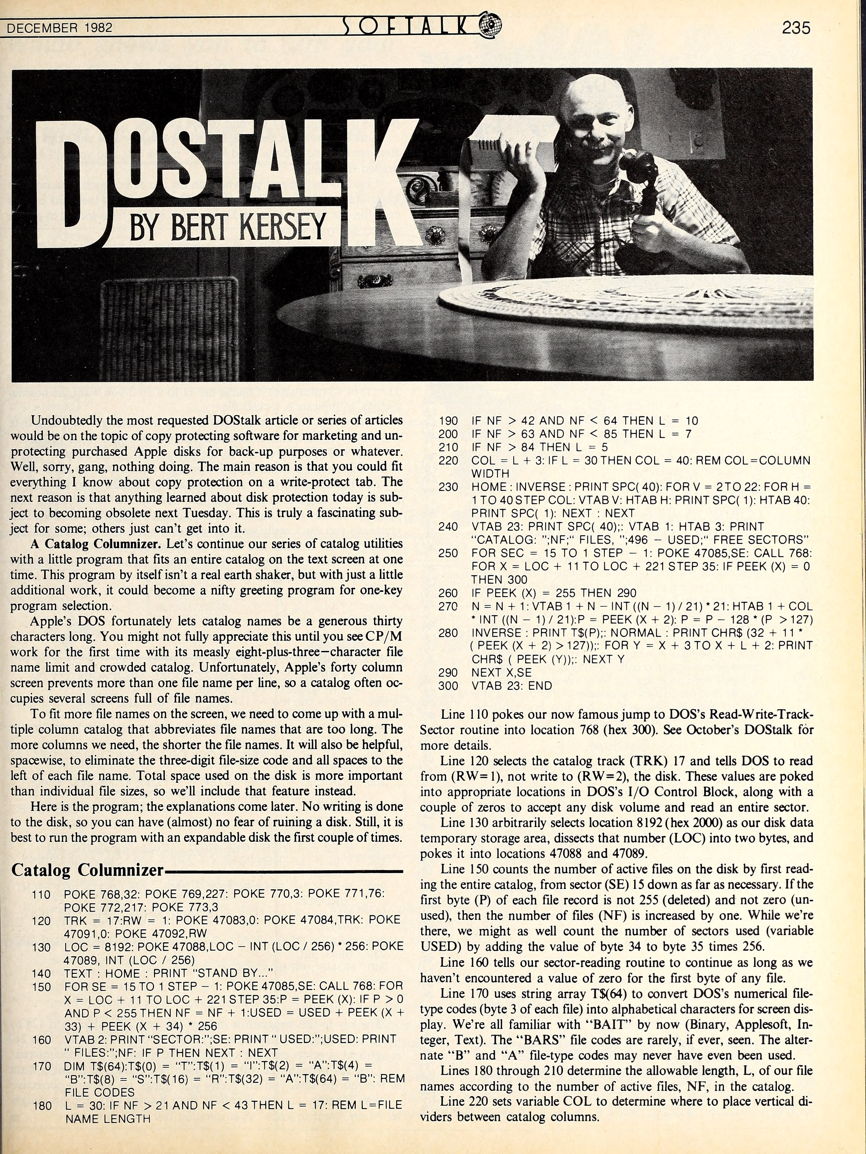 DECEMBER 1982
SOFTALK
235
DOSTALK
BY BERT KERSEY
Undoubtedly the most requested DOStalk article or series of articles
would be on the topic of copy protecting software for marketing and un-
protecting purchased Apple disks for back-up purposes or whatever.
Well, sorry, gang, nothing doing. The main reason is that you could fit
everything I know about copy protection on a write-protect tab. The
next reason is that anything learned about disk protection today is sub-
ject to becoming obsolete next Tuesday. This is truly a fascinating sub-
ject for some; others just can't get into it.
A Catalog Columnizer. Let's continue our series of catalog utilities
with a little program that fits an entire catalog on the text screen at one
time. This program by itself isn't a real earth shaker, but with just a little
additional work, it could become a nifty greeting program for one-key
program selection.
Apple's DOS fortunately lets catalog names be a generous thirty
characters long. You might not fully appreciate this until you see CP/M
work for the first time with its measly eight-plus-three-character file
name limit and crowded catalog. Unfortunately, Apple's forty column
screen prevents more than one file name per line, so a catalog often oc-
cupies several screens full of file names.
To fit more file names on the screen, we need to come up with a mul-
tiple column catalog that abbreviates file names that are too long. The
more columns we need, the shorter the file names. It will also be helpful,
spacewise, to eliminate the three-digit file-size code and all spaces to the
left of each file name. Total space used on the disk is more important
than individual file sizes, so we'll include that feature instead.
Here is the program; the explanations come later. No writing is done
to the disk, so you can have (almost) no fear of ruining a disk. Still, it is
best to run the program with an expandable disk the first couple of times.
Catalog Columnizer
110 POKE 768,32: POKE 769,227: POKE 770,3: POKE 771,76:
POKE 772,217: POKE 773,3
120 TRK = 17:RW = 1: POKE 47083,0: POKE 47084,TRK: POKE
47091,0: POKE 47092,RW
130 LOC = 8192: POKE 47088,LOC - INT (LOC / 256) * 256: POKE
47089, INT (LOC / 256)
140 TEXT : HOME : PRINT "STAND BY..."
150 FOR SE = 15 TO 1 STEP - 1: POKE 47085,SE: CALL 768: FOR
X = LOC + 11 TO LOC + 221 STEP 35:P = PEEK (X): IF P > 0
AND P < 255 THEN NF = NF + 1:USED = USED + PEEK (X +
33) + PEEK (X + 34) * 256
160 VTAB 2: PRINT "SECTOR:";SE: PRINT " USED:";USED: PRINT
" FILES:";NF: IF P THEN NEXT : NEXT
170 DIM T$(64):T$(0) = "T":T$(1) = "I":T$(2) = "A":T$(4) =
"B":T$(8) = "S":T$(16) = "R":T$(32) = "A":T$(64) = "B": REM
FILE CODES
180 L = 30: IF NF > 21 AND NF < 43 THEN L = 17: REM L=FILE
NAME LENGTH
190 IF NF > 42 AND NF < 64 THEN L = 10
200 IF NF > 63 AND NF < 85 THEN L = 7
210 IF NF > 84 THEN L = 5
220 COL = L + 3: IF L = 30 THEN COL = 40: REM COL=COLUMN
WIDTH
230 HOME : INVERSE : PRINT SPC( 40): FOR V = 2 TO 22: FOR H =
1 TO 40 STEP COL: VTAB V: HTAB H: PRINT SPC( 1): HTAB 40:
PRINT SPC( 1): NEXT : NEXT
240 VTAB 23: PRINT SPC( 40);: VTAB 1: HTAB 3: PRINT
"CATALOG: ";NF;" FILES, ";496 - USED;" FREE SECTORS"
250 FOR SEC = 15 TO 1 STEP - 1: POKE 47085,SE: CALL 768:
FOR X = LOC + 11 TO LOC + 221 STEP 35: IF PEEK (X) = 0
THEN 300
260 IF PEEK (X) = 255 THEN 290
270 N = N + 1: VTAB 1 + N - INT ((N - 1) / 21) * 21: HTAB 1 + COL
* INT ((N - 1) / 21):P = PEEK (X + 2): P = P - 128 * (P > 127)
280 INVERSE : PRINT T$(P);: NORMAL : PRINT CHR$ (32 + 11 *
( PEEK (X + 2) > 127));: FOR Y = X + 3 TO X + L + 2: PRINT
CHR$ ( PEEK (Y));: NEXT Y
290 NEXT X,SE
300 VTAB 23: END
Line 110 pokes our now famous jump to DOS's Read-Write-Track-
Sector routine into location 768 (hex 300). See October's DOStalk for
more details.
Line 120 selects the catalog track (TRK) 17 and tells DOS to read
from (RW=1), not write to (RW=2), the disk. These values are poked
into appropriate locations in DOS's I/O Control Block, along with a
couple of zeros to accept any disk volume and read an entire sector.
Line 130 arbitrarily selects location 8192 (hex 2000) as our disk data
temporary storage area, dissects that number (LOC) into two bytes, and
pokes it into locations 47088 and 47089.
Line 150 counts the number of active files on the disk by first read-
ing the entire catalog, from sector (SE) 15 down as far as necessary. If the
first byte (P) of each file record is not 255 (deleted) and not zero (un-
used), then the number of files (NF) is increased by one. While we're
there, we might as well count the number of sectors used (variable
USED) by adding the value of byte 34 to byte 35 times 256.
Line 160 tells our sector-reading routine to continue as long as we
haven't encountered a value of zero for the first byte of any file.
Line 170 uses string array T$(64) to convert DOS's numerical file-
type codes (byte 3 of each file) into alphabetical characters for screen dis-
play. We're all familiar with "BAIT" by now (Binary, Applesoft, In-
teger, Text). The "BARS" file codes are rarely, if ever, seen. The alter-
nate "B" and "A" file-type codes may never have even been used.
Lines 180 through 210 determine the allowable length, L, of our file
names according to the number of active files, NF, in the catalog.
Line 220 sets variable COL to determine where to place vertical di-
viders between catalog columns.